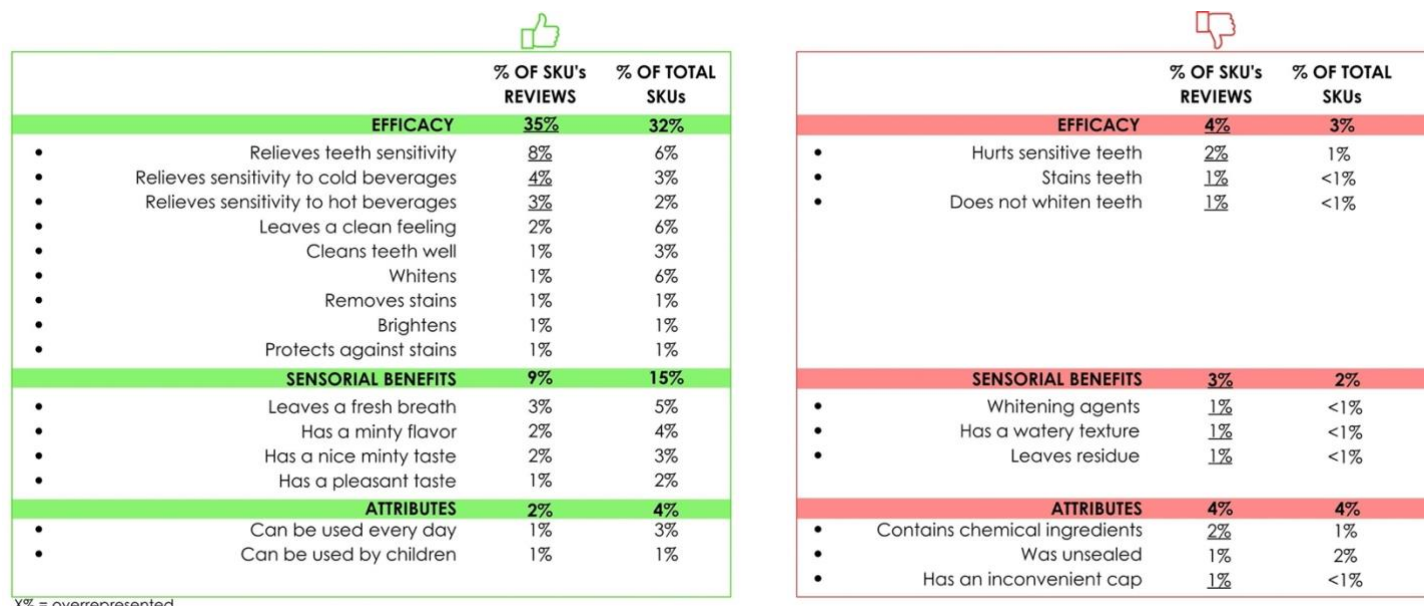 % OF SKU's REVIEWS % OF TOTAL SKUs
EFFICACY 35% 32%
• Relieves teeth sensitivity 8% 6%
• Relieves sensitivity to cold beverages 4% 3%
• Relieves sensitivity to hot beverages 3% 2%
• Leaves a clean feeling 2% 6%
• Cleans teeth well 1% 3%
• Whitens 1% 6%
• Removes stains 1% 1%
• Brightens 1% 1%
• Protects against stains 1% 1%
SENSORIAL BENEFITS 9% 15%
• Leaves a fresh breath 3% 5%
• Has a minty flavor 2% 4%
• Has a nice minty taste 2% 3%
• Has a pleasant taste 1% 2%
ATTRIBUTES 2% 4%
• Can be used every day 1% 3%
• Can be used by children 1% 1%
X% = overrepresented
% OF SKU's REVIEWS % OF TOTAL SKUs
EFFICACY 4% 3%
• Hurts sensitive teeth 2% 1%
• Stains teeth 1% <1%
• Does not whiten teeth 1% <1%
SENSORIAL BENEFITS 3% 2%
• Whitening agents 1% <1%
• Has a watery texture 1% <1%
• Leaves residue 1% <1%
ATTRIBUTES 4% 4%
• Contains chemical ingredients 2% 1%
• Was unsealed 1% 2%
• Has an inconvenient cap 1% <1%